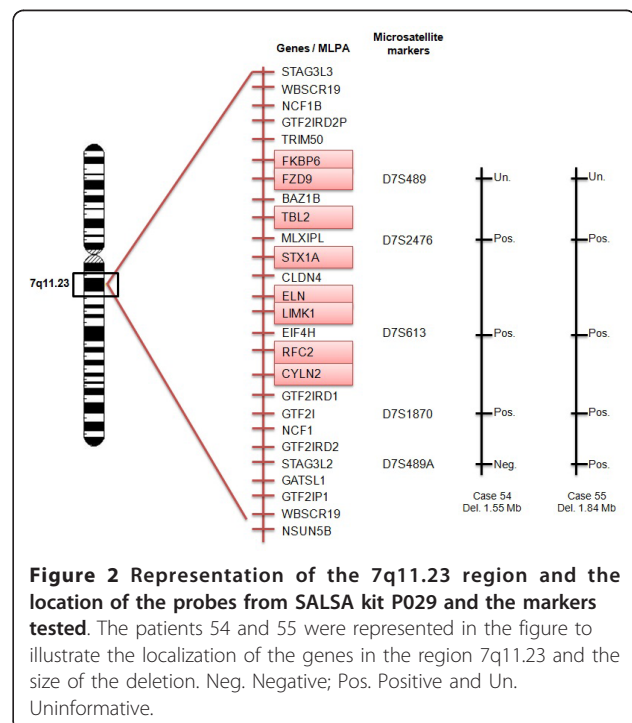 Genes / MLPA
Microsatellite
markers
STAG3L3
WBSCR19
NCF1B
GTF2IRD2P
TRIM50
FKBP6
FZD9
D7S489
Un.
Un.
BAZ1B
TBL2
MLXIPL
D7S2476
Pos.
Pos.
STX1A
7q11.23
CLDN4
ELN
LIMK1
EIF4H
D7S613
Pos.
Pos.
RFC2
CYLN2
GTF2IRD1
GTF2I
D7S1870
Pos.
Pos.
NCF1
GTF2IRD2
STAG3L2
D7S489A
Neg.
Pos.
GATSL1
GTF2IP1
WBSCR19
NSUN5B
Case 54
Del. 1.55 Mb
Case 55
Del. 1.84 Mb
Figure 2 Representation of the 7q11.23 region and the
location of the probes from SALSA kit P029 and the markers
tested. The patients 54 and 55 were represented in the figure to
illustrate the localization of the genes in the region 7q11.23 and the
size of the deletion. Neg. Negative; Pos. Positive and Un.
Uninformative.